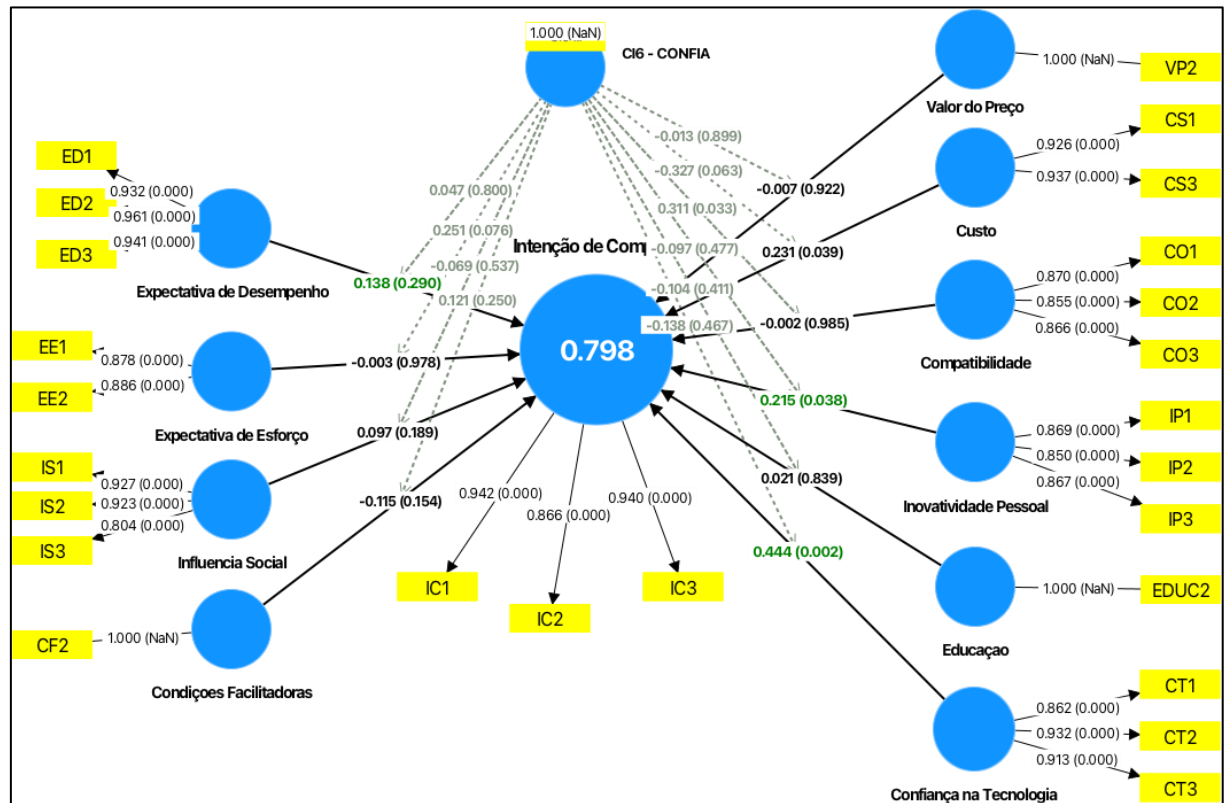 1.000 (NaN)
CI6 - CONFIA
1.000 (NaN)
VP2
Valor do Preço
CS1
0.926 (0.000)
0.937 (0.000)
CS3
Custo
ED1
0.932 (0.000)
ED2
0.961 (0.000)
ED3
0.941 (0.000)
Expectativa de Desempenho
-0.013 (0.899)
-0.327 (0.063)
-0.007 (0.922)
0.047 (0.800)
0.311 (0.033)
0.251 (0.076)
-0.097 (0.477)
0.231 (0.039)
Intenção de Comp
-0.069 (0.537)
0.138 (0.290)
0.121 (0.250)
-0.104 (0.411)
-0.138 (0.467)
-0.002 (0.985)
0.798
CO1
0.870 (0.000)
0.855 (0.000)
CO2
0.866 (0.000)
CO3
Compatibilidade
EE1
0.878 (0.000)
0.886 (0.000)
EE2
-0.003 (0.978)
Expectativa de Esforço
0.215 (0.038)
IP1
0.869 (0.000)
0.850 (0.000)
IP2
0.867 (0.000)
IP3
Inovatividade Pessoal
0.097 (0.189)
IS1
0.927 (0.000)
IS2
0.923 (0.000)
0.804 (0.000)
IS3
Influencia Social
-0.115 (0.154)
0.021 (0.839)
0.942 (0.000)
0.866 (0.000)
0.940 (0.000)
0.444 (0.002)
IC1
IC2
IC3
1.000 (NaN)
EDUC2
Educaçao
CF2
1.000 (NaN)
Condiçoes Facilitadoras
CT1
0.862 (0.000)
0.932 (0.000)
CT2
0.913 (0.000)
CT3
Confiança na Tecnologia